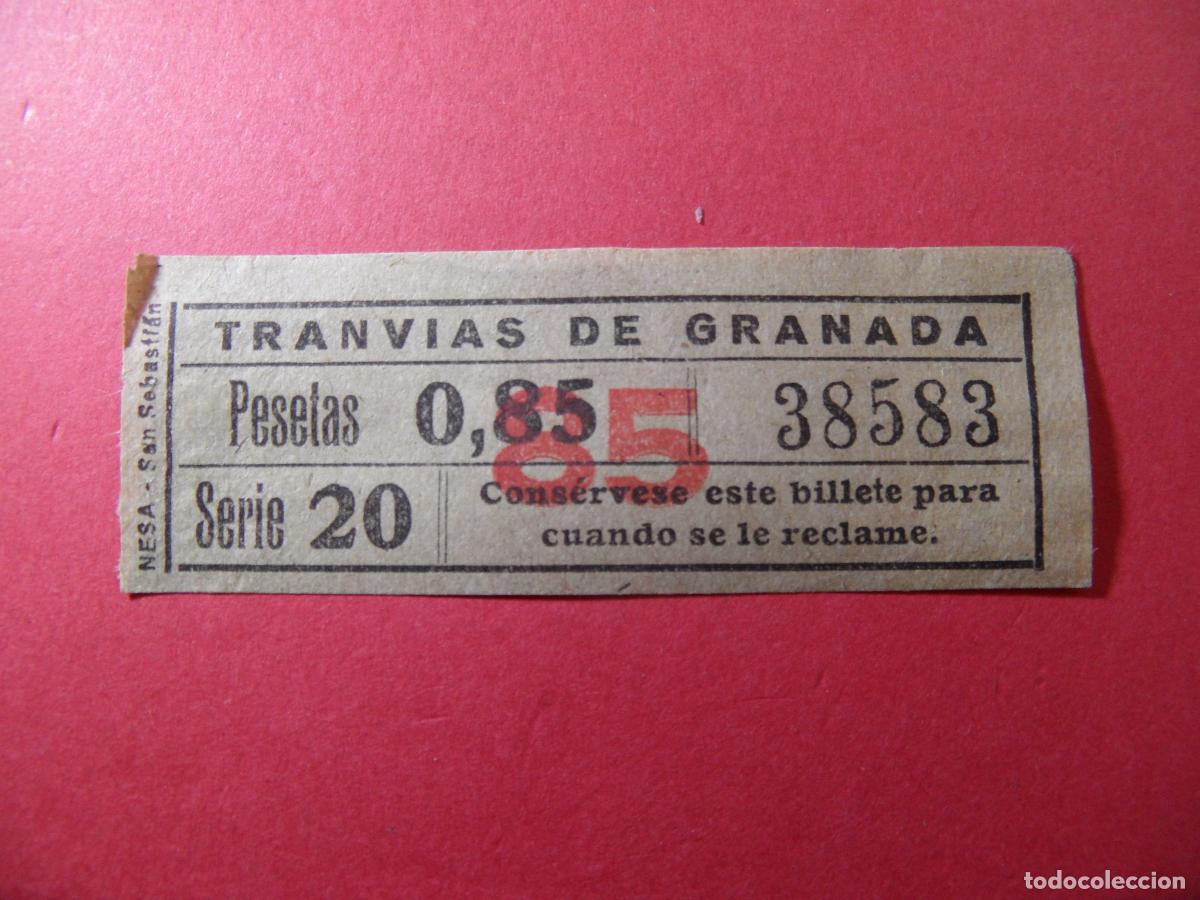 TRANVIAS DE GRANADA
Pesetas 0,85 38583
85
Serie 20
Consérvese este billete para
cuando se le reclame.
NESA - San Sebastián
todocoleccion